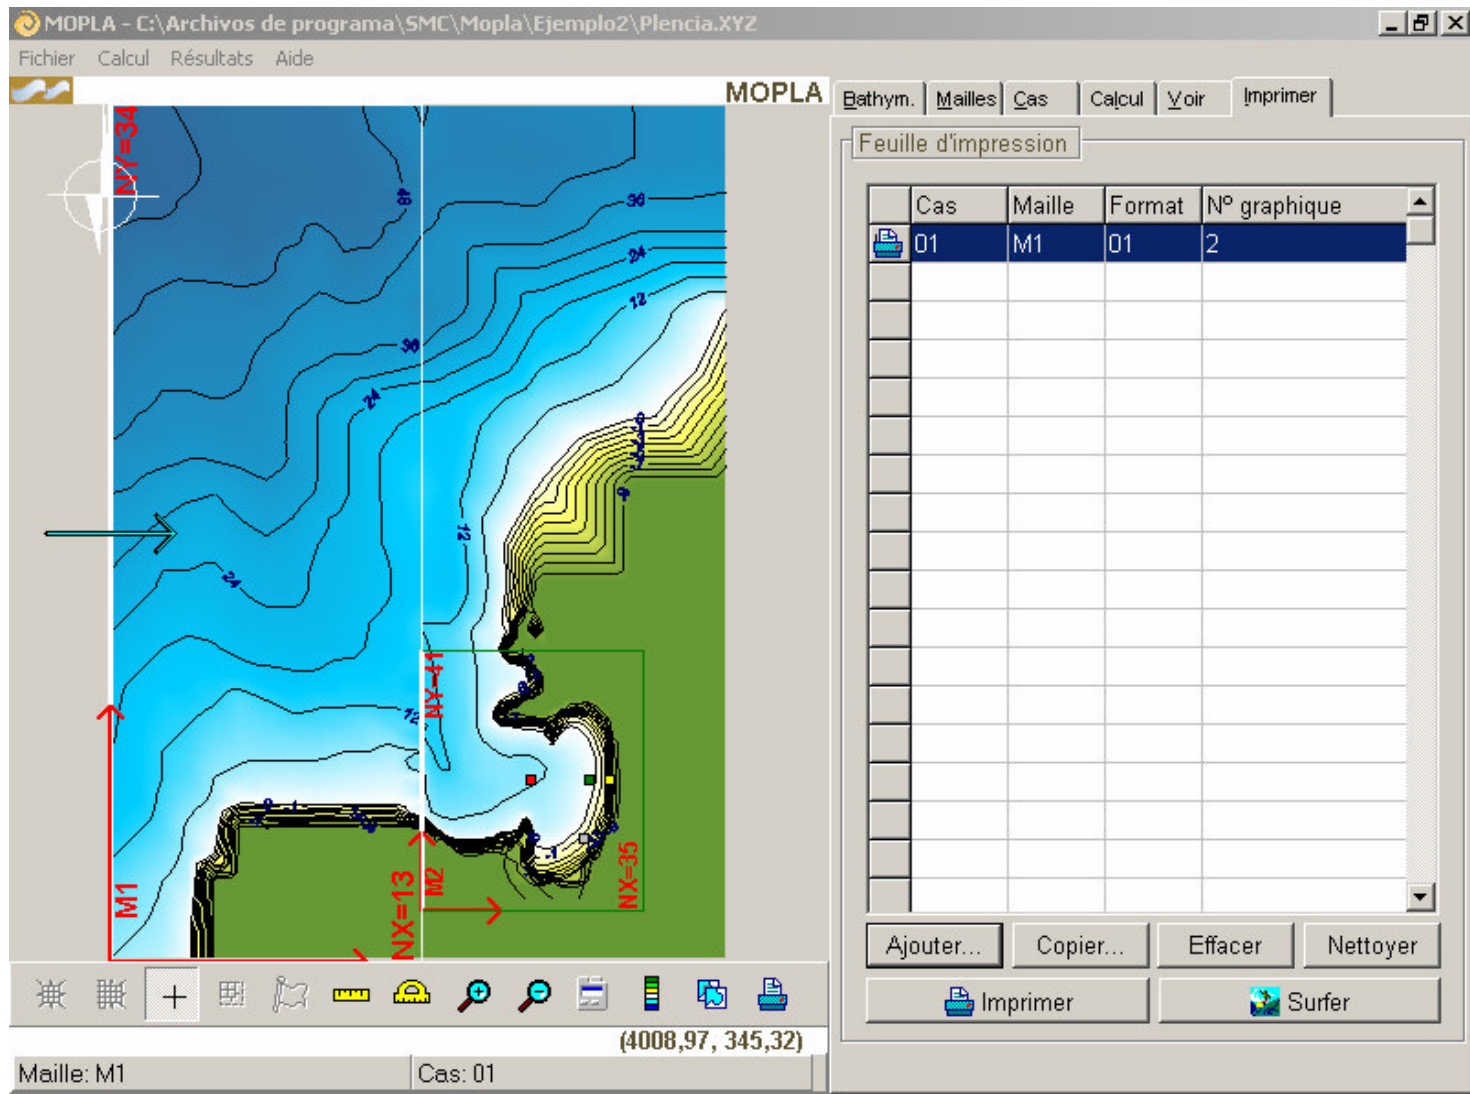 MOPLA - C:\Archivos de programa\SMC\Mopla\Ejemplo2\Plencia.XYZ
Fichier Calcul Résultats Aide
MOPLA
Bathym. Mailles Cas Calcul Voir Imprimer
Feuille d'impression
Cas Maille Format Nº graphique
01 M1 01 2
NY=34
48
36
24
12
36
24
12
24
NY=41
12
M1
NX=13
M2
NX=35
Ajouter... Copier... Effacer Nettoyer
Imprimer Surfer
(4008,97, 345,32)
Maille: M1 Cas: 01